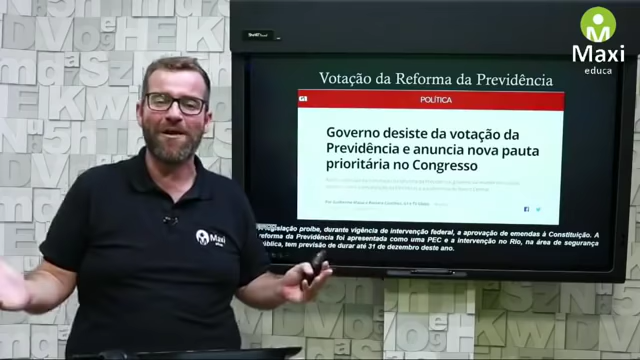 Maxi
educa
Votação da Reforma da Previdência
G1
POLÍTICA
Governo desiste da votação da
Previdência e anuncia nova pauta
prioritária no Congresso
legislação proíbe, durante vigência de intervenção federal, a aprovação de emendas à Constituição. A
reforma da Previdência foi apresentada como uma PEC e a intervenção no Rio, na área de segurança
pública, tem previsão de durar até 31 de dezembro deste ano.
Maxi
educa